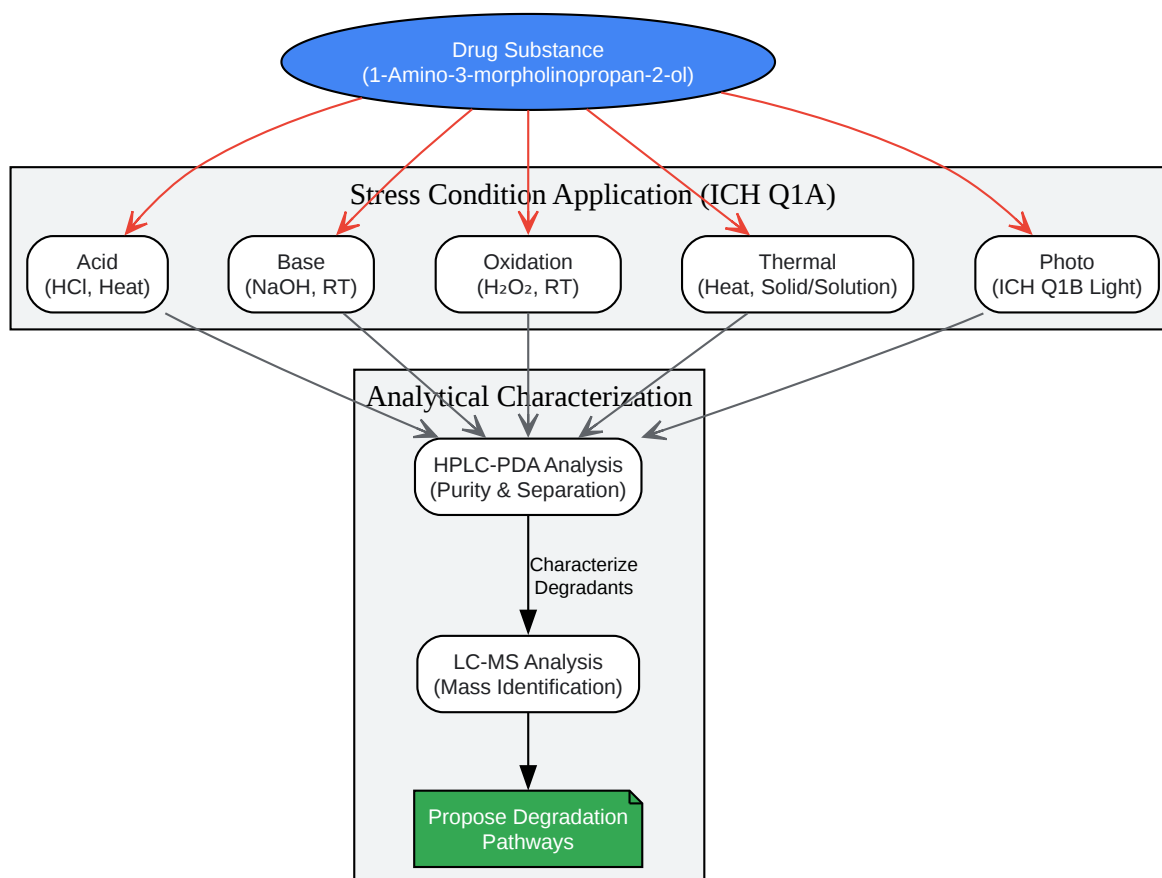 Drug Substance
(1-Amino-3-morpholinopropan-2-ol)
Stress Condition Application (ICH Q1A)
Acid
(HCl, Heat)
Base
(NaOH, RT)
Oxidation
(H₂O₂, RT)
Thermal
(Heat, Solid/Solution)
Photo
(ICH Q1B Light)
Analytical Characterization
HPLC-PDA Analysis
(Purity & Separation)
Characterize
Degradants
LC-MS Analysis
(Mass Identification)
Propose Degradation
Pathways